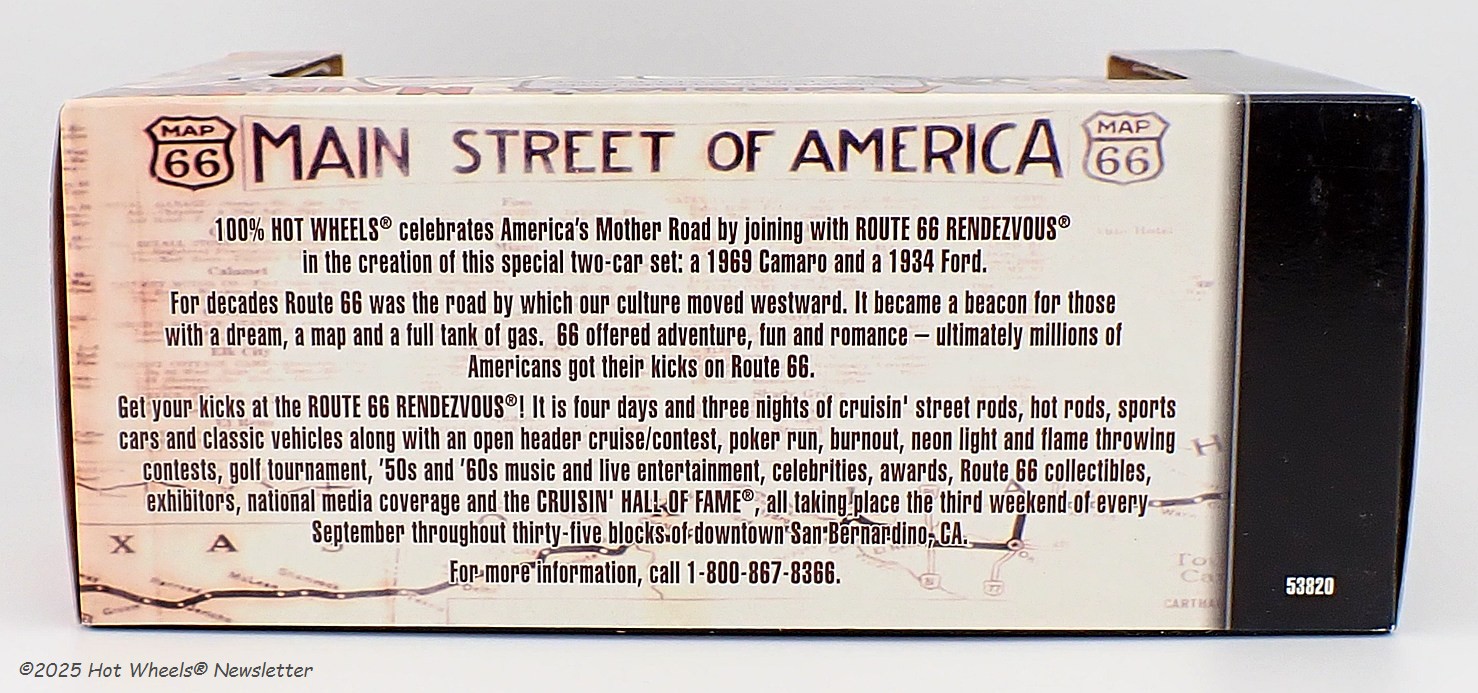 MAP 66 MAIN STREET OF AMERICA MAP 66
100% HOT WHEELS® celebrates America's Mother Road by joining with ROUTE 66 RENDEZVOUS®
in the creation of this special two-car set: a 1969 Camaro and a 1934 Ford.
For decades Route 66 was the road by which our culture moved westward. It became a beacon for those
with a dream, a map and a full tank of gas. 66 offered adventure, fun and romance – ultimately millions of
Americans got their kicks on Route 66.
Get your kicks at the ROUTE 66 RENDEZVOUS®! It is four days and three nights of cruisin' street rods, hot rods, sports
cars and classic vehicles along with an open header cruise/contest, poker run, burnout, neon light and flame throwing
contests, golf tournament, '50s and '60s music and live entertainment, celebrities, awards, Route 66 collectibles,
exhibitors, national media coverage and the CRUISIN' HALL OF FAME®, all taking place the third weekend of every
September throughout thirty-five blocks of downtown San Bernardino, CA.
X A
For more information, call 1-800-867-8366.
53820
©2025 Hot Wheels® Newsletter